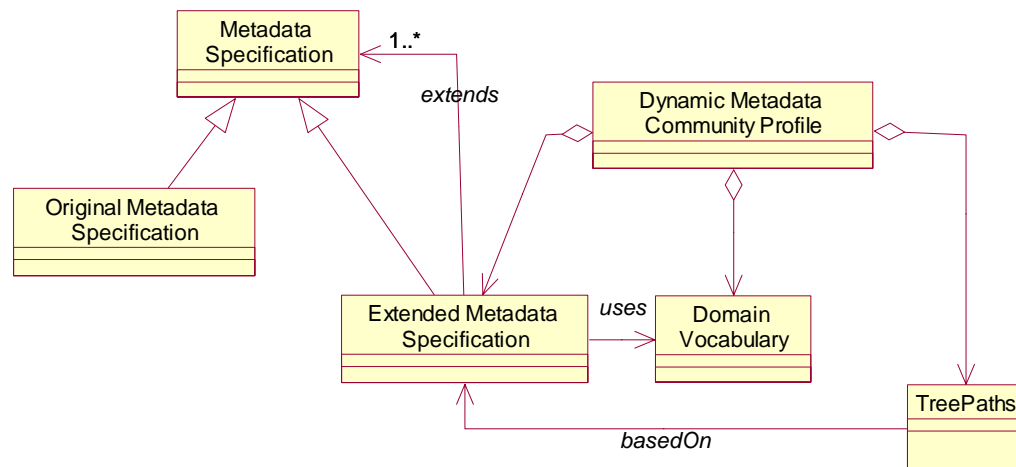 Metadata
Specification
1..*
extends
Dynamic Metadata
Community Profile
Original Metadata
Specification
Extended Metadata
Specification
uses
Domain
Vocabulary
TreePaths
basedOn